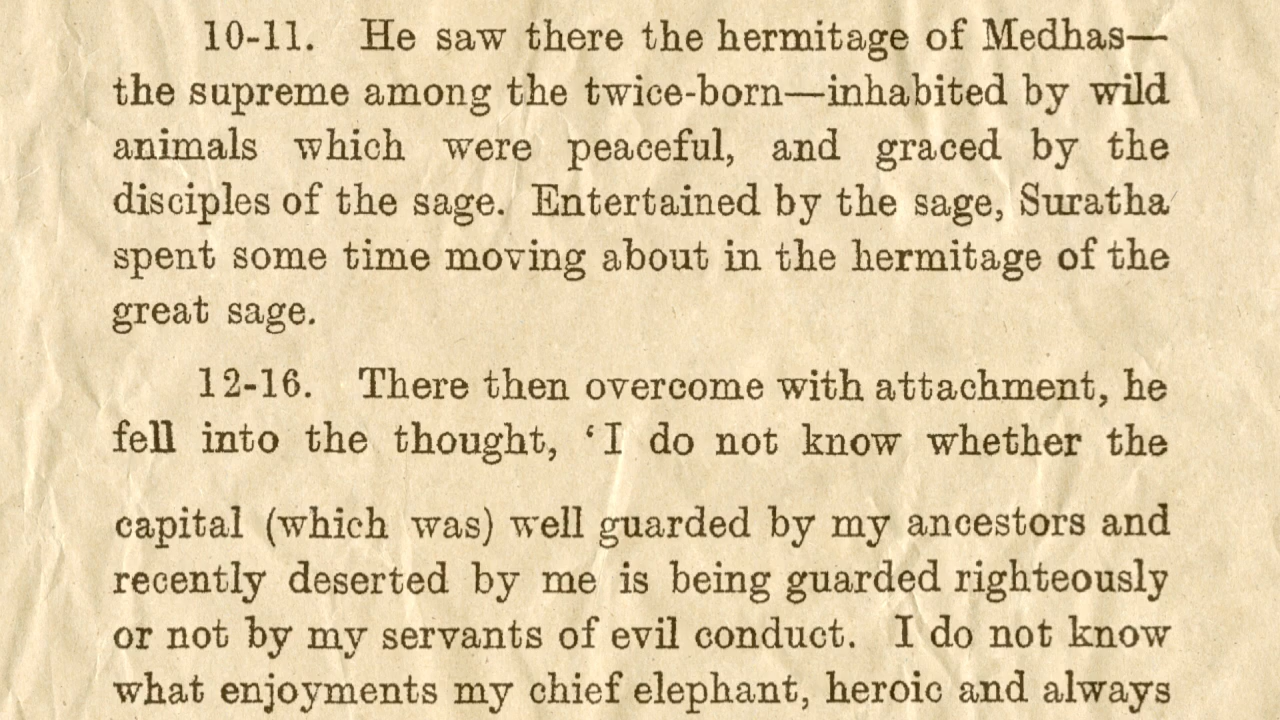 10-11. He saw there the hermitage of Medhas—
the supreme among the twice-born—inhabited by wild
animals which were peaceful, and graced by the
disciples of the sage. Entertained by the sage, Suratha
spent some time moving about in the hermitage of the
great sage.
12-16. There then overcome with attachment, he
fell into the thought, ‘I do not know whether the
capital (which was) well guarded by my ancestors and
recently deserted by me is being guarded righteously
or not by my servants of evil conduct. I do not know
what enjoyments my chief elephant, heroic and always